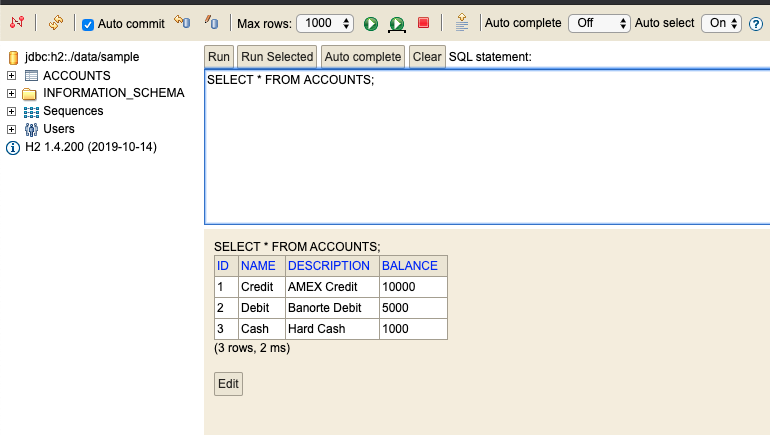 Auto commit Max rows: 1000 Auto complete Off Auto select On ?
jdbc:h2:./data/sample
ACCOUNTS
INFORMATION_SCHEMA
Sequences
Users
H2 1.4.200 (2019-10-14)
Run Run Selected Auto complete Clear SQL statement:
SELECT * FROM ACCOUNTS;
SELECT * FROM ACCOUNTS;
ID NAME DESCRIPTION BALANCE
1 Credit AMEX Credit 10000
2 Debit Banorte Debit 5000
3 Cash Hard Cash 1000
(3 rows, 2 ms)
Edit